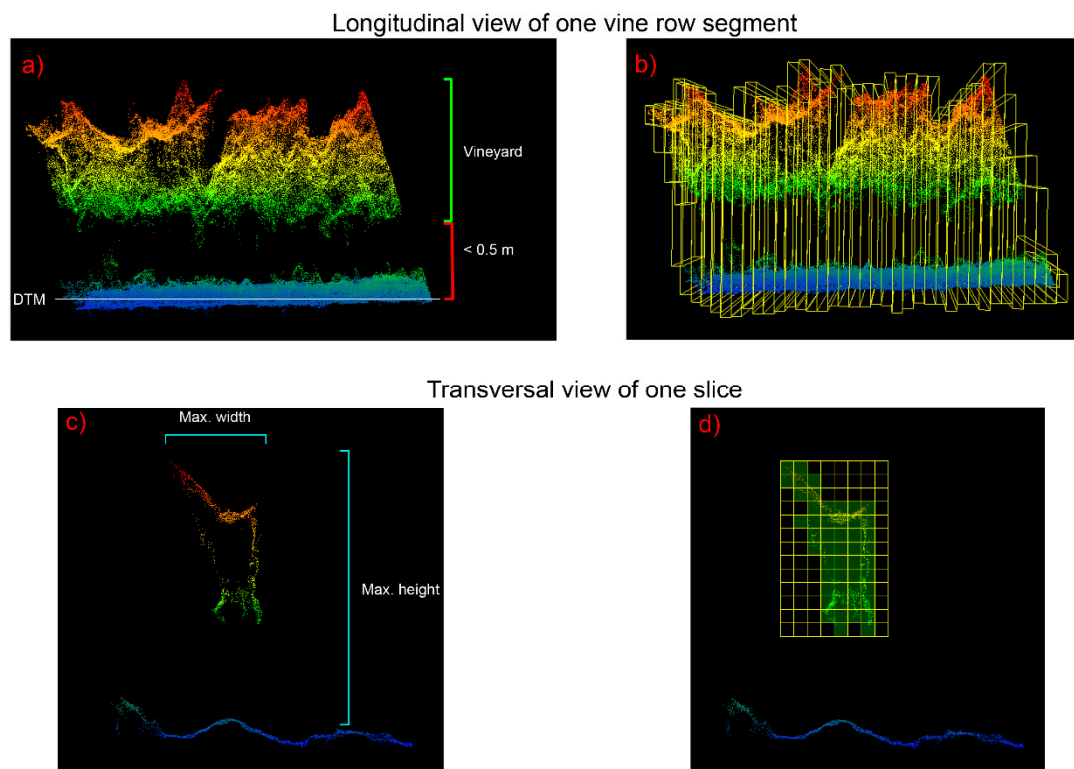 Longitudinal view of one vine row segment
a)
b)
Vineyard
< 0.5 m
DTM
Transversal view of one slice
c)
Max. width
d)
Max. height